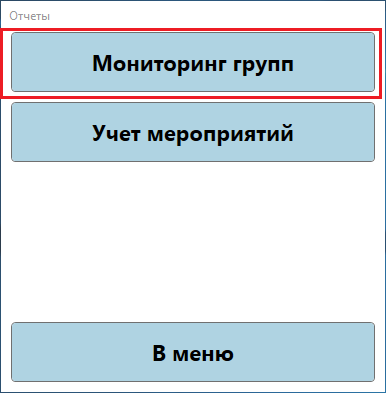 Отчеты
Мониторинг групп
Учет мероприятий
В меню